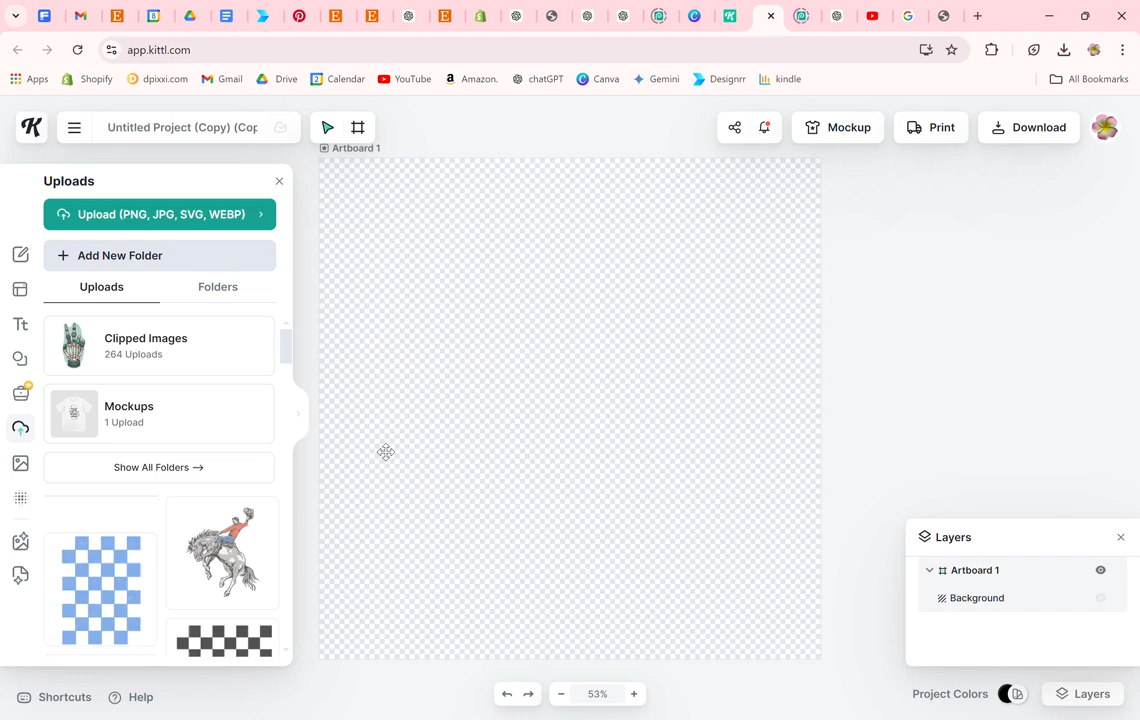 app.kittl.com
Apps
Shopify
dpixxi.com
Gmail
Drive
Calendar
YouTube
Amazon.
chatGPT
Canva
Gemini
Designrr
kindle
All Bookmarks
Untitled Project (Copy) (Cop
Mockup
Print
Download
Artboard 1
Uploads
Upload (PNG, JPG, SVG, WEBP)
Add New Folder
Uploads
Folders
Clipped Images
264 Uploads
Mockups
1 Upload
Show All Folders
Layers
Artboard 1
Background
Shortcuts
Help
53%
Project Colors
Layers